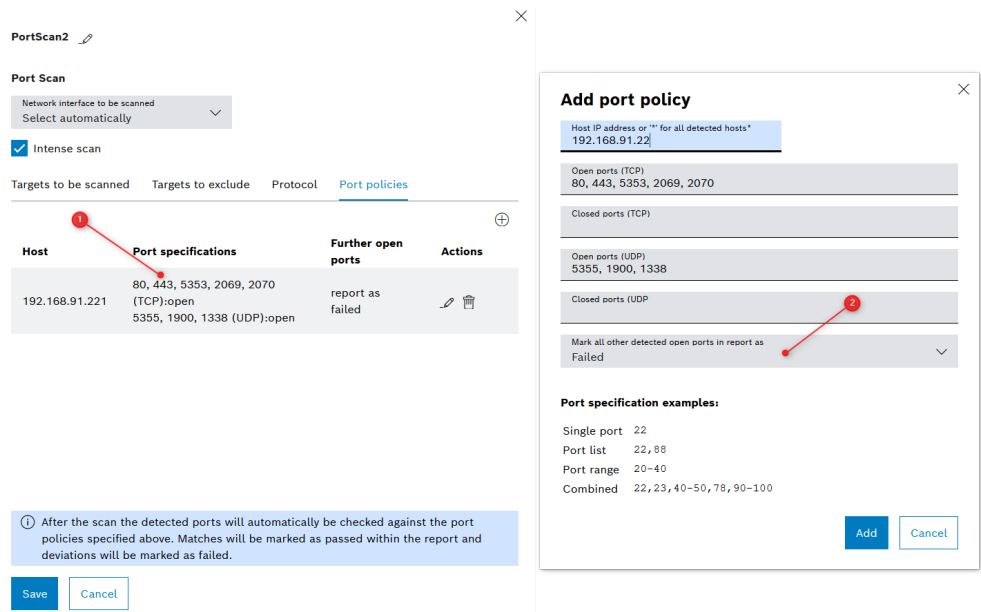 PortScan2
Port Scan
Network interface to be scanned
Select automatically
Intense scan
Targets to be scanned Targets to exclude Protocol Port policies
1
Host Port specifications Further open ports Actions
192.168.91.221
80, 443, 5353, 2069, 2070
(TCP):open
5355, 1900, 1338 (UDP):open
report as
failed
After the scan the detected ports will automatically be checked against the port
policies specified above. Matches will be marked as passed within the report and
deviations will be marked as failed.
Save Cancel
Add port policy
Host IP address or '*' for all detected hosts*
192.168.91.22
Open ports (TCP)
80, 443, 5353, 2069, 2070
Closed ports (TCP)
Open ports (UDP)
5355, 1900, 1338
Closed ports (UDP
2
Mark all other detected open ports in report as
Failed
Port specification examples:
Single port 22
Port list 22,88
Port range 20-40
Combined 22,23,40-50,78,90-100
Add Cancel